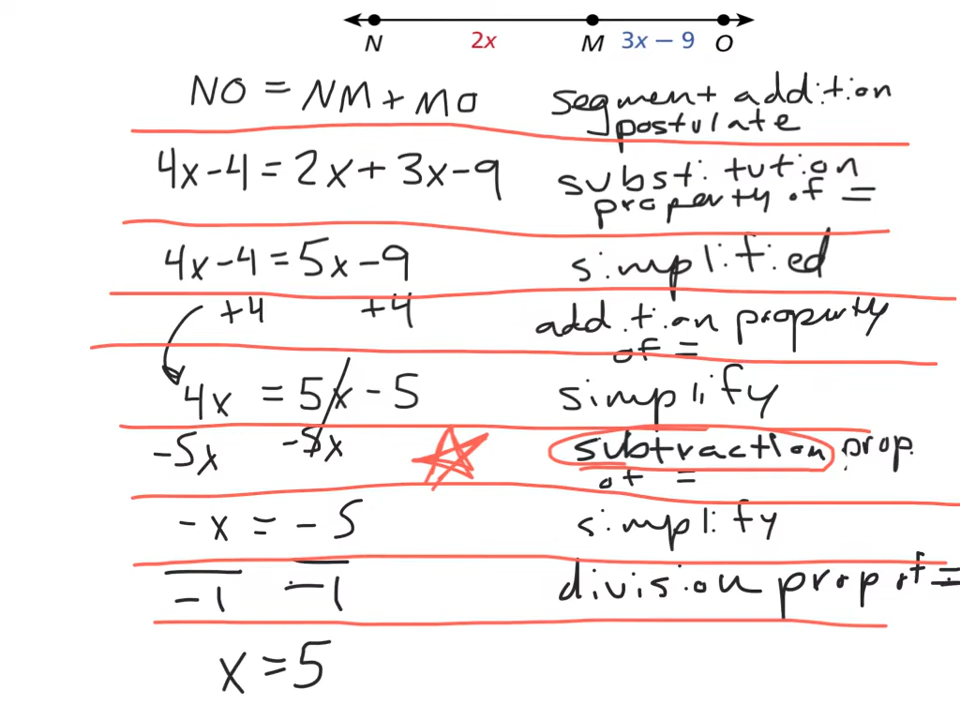 N 2x M 3x − 9 O
NO = NM + MO segment addition
postulate
4x-4 = 2x + 3x-9 substitution
property of =
4x-4 = 5x-9 simplified
+4 +4 addition property
of =
4x = 5x - 5 simplify
-5x -5x subtraction prop.
of =
-x = -5 simplify
-1 -1 division prop of =
x = 5